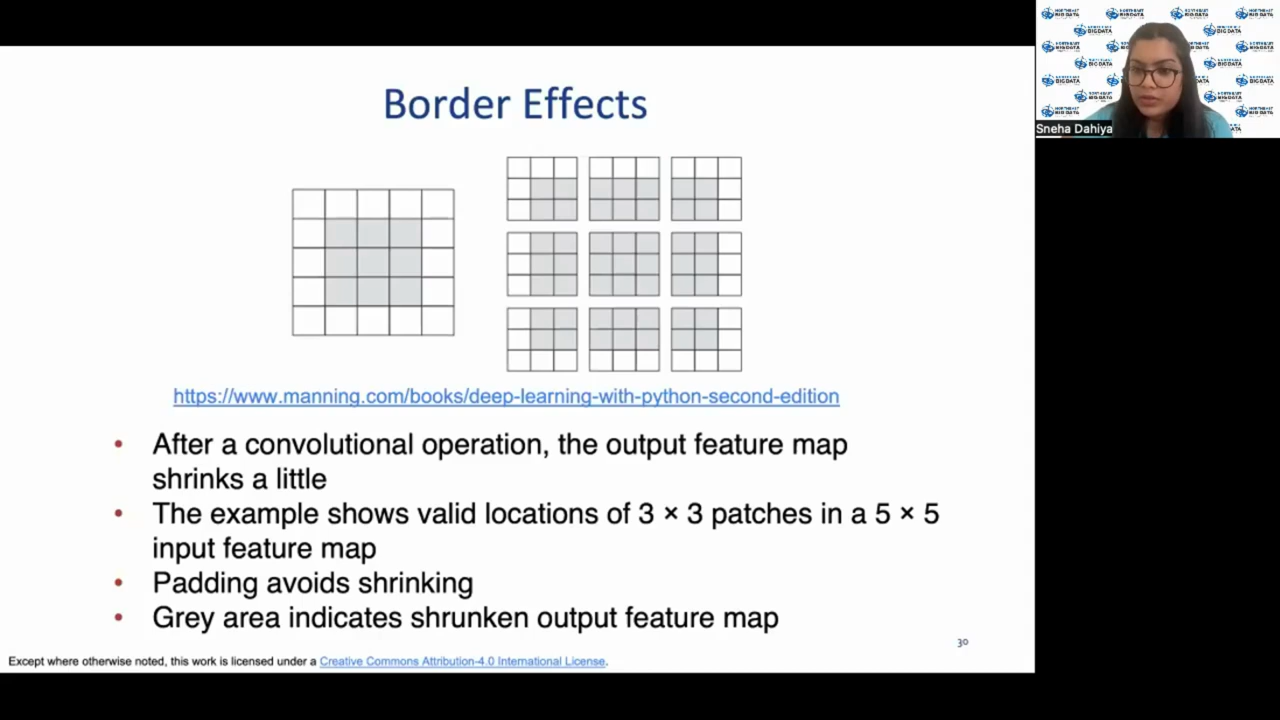 Border Effects
https://www.manning.com/books/deep-learning-with-python-second-edition
• After a convolutional operation, the output feature map
shrinks a little
• The example shows valid locations of 3 × 3 patches in a 5 × 5
input feature map
• Padding avoids shrinking
• Grey area indicates shrunken output feature map
30
Except where otherwise noted, this work is licensed under a Creative Commons Attribution-4.0 International License.
Sneha Dahiya